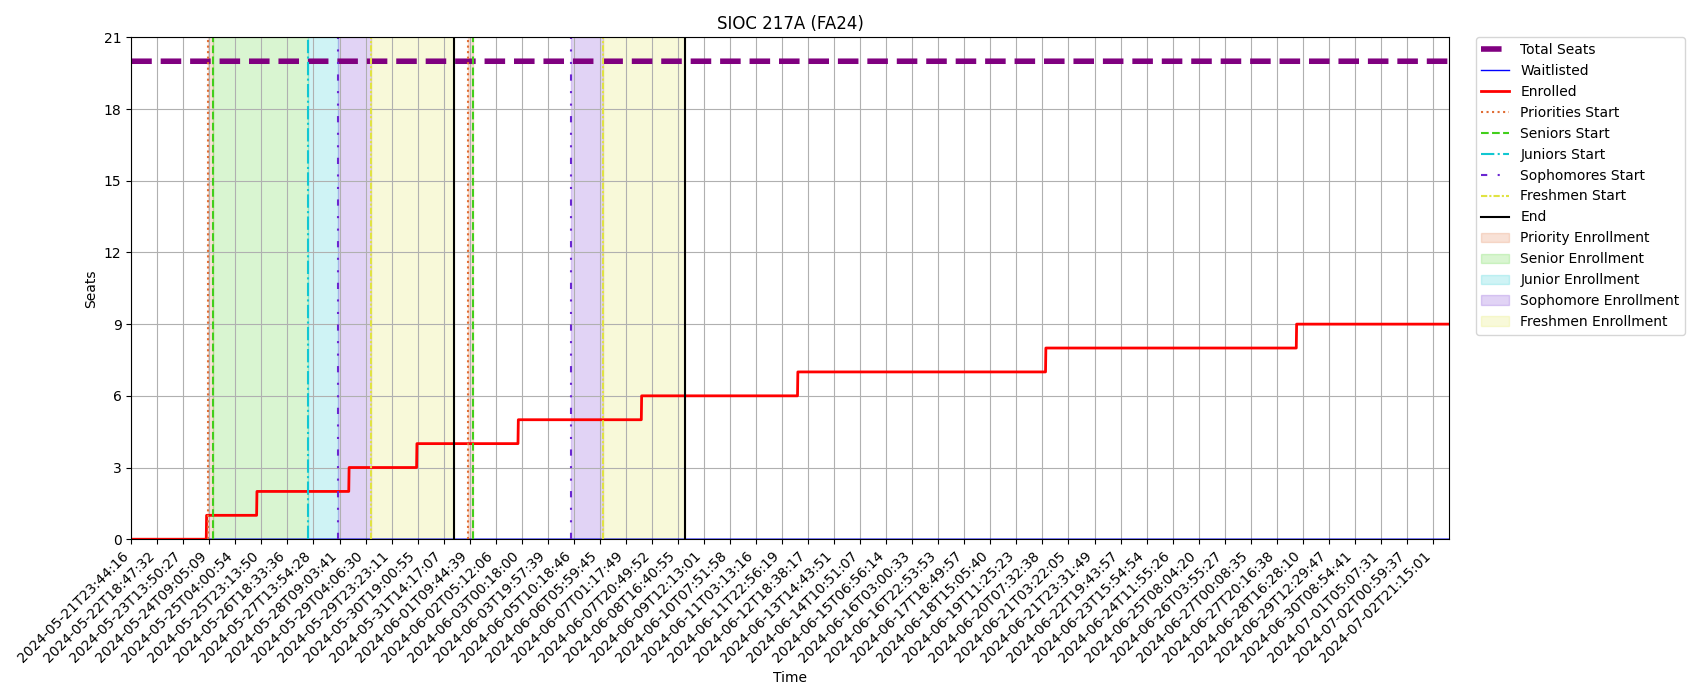 SIOC 217A (FA24)
21
18
15
12
9
6
3
0
Seats
2024-05-21T23:44:16
2024-05-22T18:47:32
2024-05-23T13:50:27
2024-05-24T09:05:09
2024-05-25T04:00:54
2024-05-25T23:13:50
2024-05-26T18:33:36
2024-05-27T13:54:28
2024-05-28T09:03:41
2024-05-29T04:06:30
2024-05-29T23:23:11
2024-05-30T19:00:55
2024-05-31T14:17:07
2024-06-01T09:44:39
2024-06-02T05:12:06
2024-06-03T00:18:00
2024-06-03T19:57:39
2024-06-05T10:18:46
2024-06-06T05:59:45
2024-06-07T01:17:49
2024-06-07T20:49:52
2024-06-08T16:40:55
2024-06-09T12:13:01
2024-06-10T07:51:58
2024-06-11T03:13:16
2024-06-11T22:56:19
2024-06-12T18:38:17
2024-06-13T14:43:51
2024-06-14T10:51:07
2024-06-15T06:56:14
2024-06-16T03:00:33
2024-06-16T22:53:53
2024-06-17T18:49:57
2024-06-18T15:05:40
2024-06-19T11:25:23
2024-06-20T07:32:38
2024-06-21T03:22:05
2024-06-21T23:31:49
2024-06-22T19:43:57
2024-06-23T15:54:54
2024-06-24T11:55:26
2024-06-25T08:04:20
2024-06-26T03:55:27
2024-06-27T00:08:35
2024-06-27T20:16:38
2024-06-28T16:28:10
2024-06-29T12:29:47
2024-06-30T08:54:41
2024-07-01T05:07:31
2024-07-02T00:59:37
2024-07-02T21:15:01
Time
Total Seats
Waitlisted
Enrolled
Priorities Start
Seniors Start
Juniors Start
Sophomores Start
Freshmen Start
End
Priority Enrollment
Senior Enrollment
Junior Enrollment
Sophomore Enrollment
Freshmen Enrollment